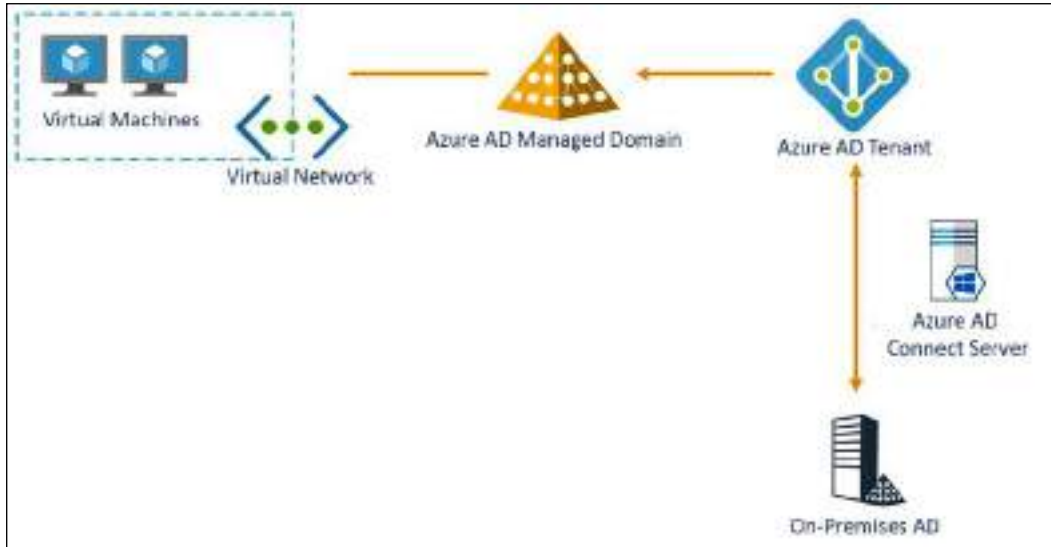 Virtual Machines
Virtual Network
Azure AD Managed Domain
Azure AD Tenant
Azure AD
Connect Server
On-Premises AD